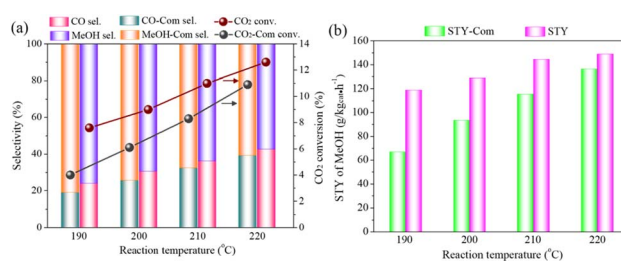 (a)
CO sel.
CO-Com sel.
CO₂ conv.
MeOH sel.
MeOH-Com sel.
CO₂-Com conv.
100
80
60
40
20
0
Selectivity (%)
14
12
10
8
6
4
2
0
CO₂ conversion (%)
190
200
210
220
Reaction temperature (°C)
(b)
STY-Com
STY
160
140
120
100
80
60
40
20
0
STY of MeOH (g/kgcat•h⁻¹)
190
200
210
220
Reaction temperature (°C)